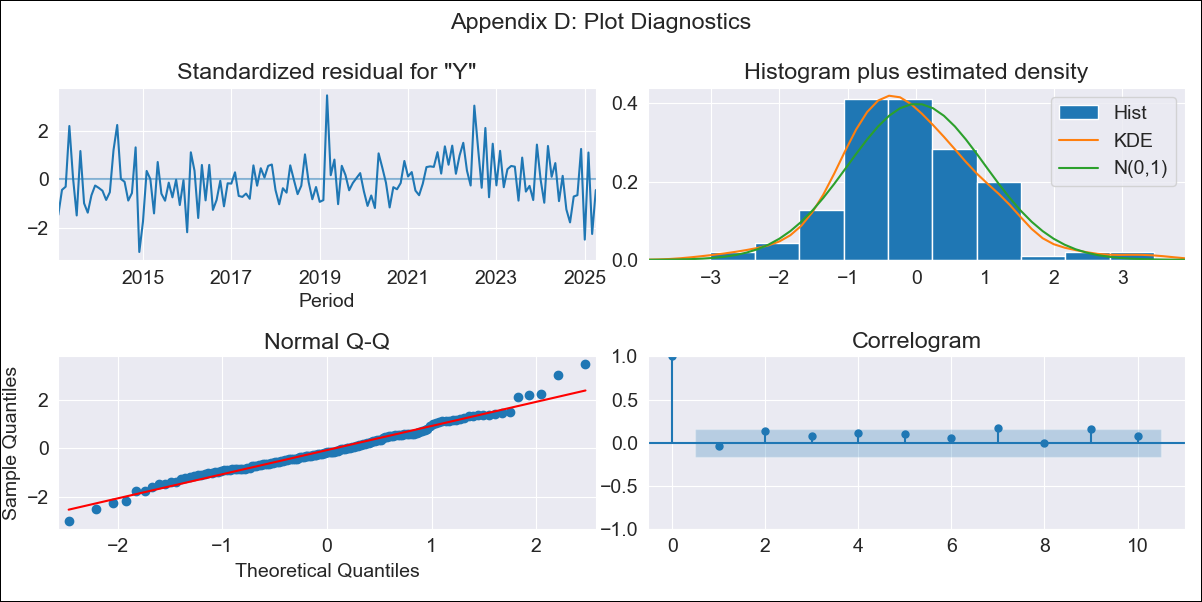 Appendix D: Plot Diagnostics
Standardized residual for "Y"
2
0
−2
2015 2017 2019 2021 2023 2025
Period
Histogram plus estimated density
0.4
0.2
0.0
Hist
KDE
N(0,1)
−3 −2 −1 0 1 2 3
Normal Q-Q
Sample Quantiles
2
0
−2
−2 −1 0 1 2
Theoretical Quantiles
Correlogram
1.0
0.5
0.0
−0.5
−1.0
0 2 4 6 8 10